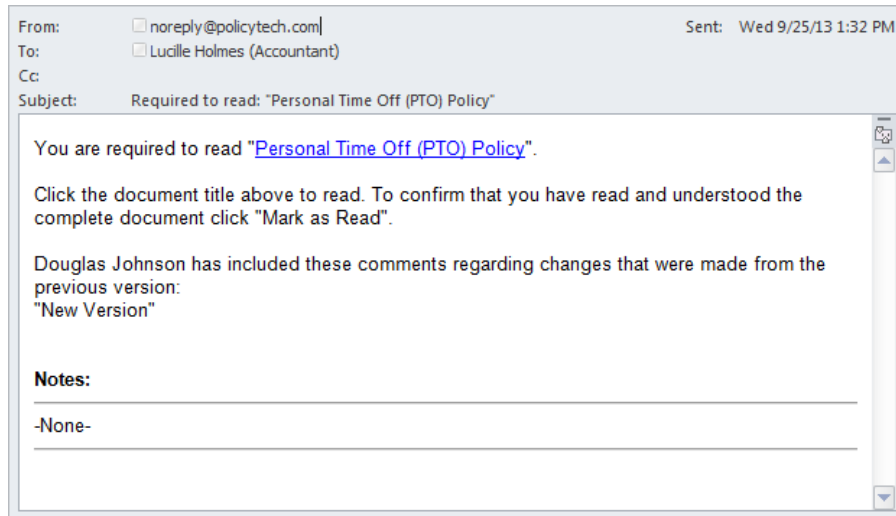 From: noreply@policytech.com Sent: Wed 9/25/13 1:32 PM
To: Lucille Holmes (Accountant)
Cc:
Subject: Required to read: "Personal Time Off (PTO) Policy"
You are required to read "Personal Time Off (PTO) Policy".
Click the document title above to read. To confirm that you have read and understood the
complete document click "Mark as Read".
Douglas Johnson has included these comments regarding changes that were made from the
previous version:
"New Version"
Notes:
-None-